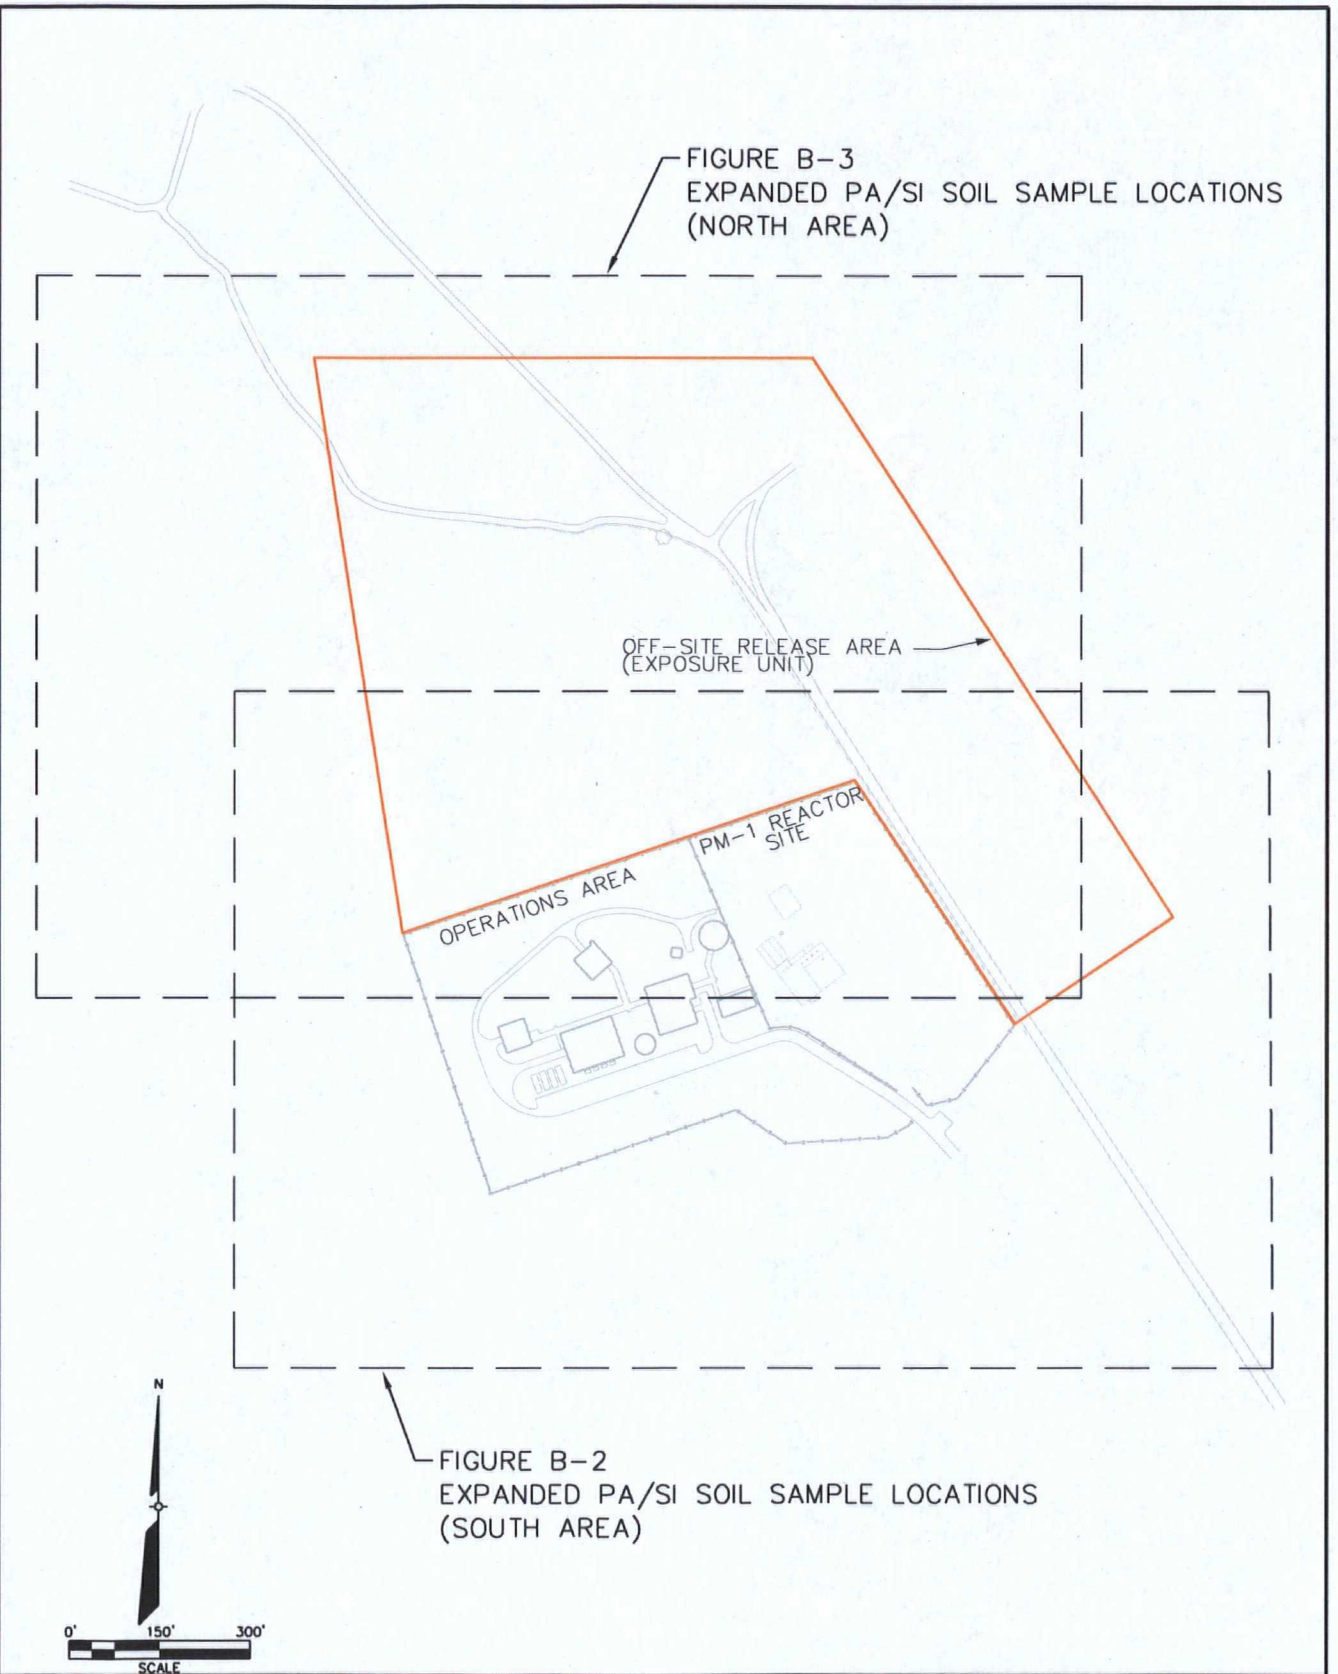 FIGURE B-3
EXPANDED PA/SI SOIL SAMPLE LOCATIONS
(NORTH AREA)
OFF-SITE RELEASE AREA
(EXPOSURE UNIT)
PM-1 REACTOR
SITE
OPERATIONS AREA
N
FIGURE B-2
EXPANDED PA/SI SOIL SAMPLE LOCATIONS
(SOUTH AREA)
0' 150' 300'
SCALE